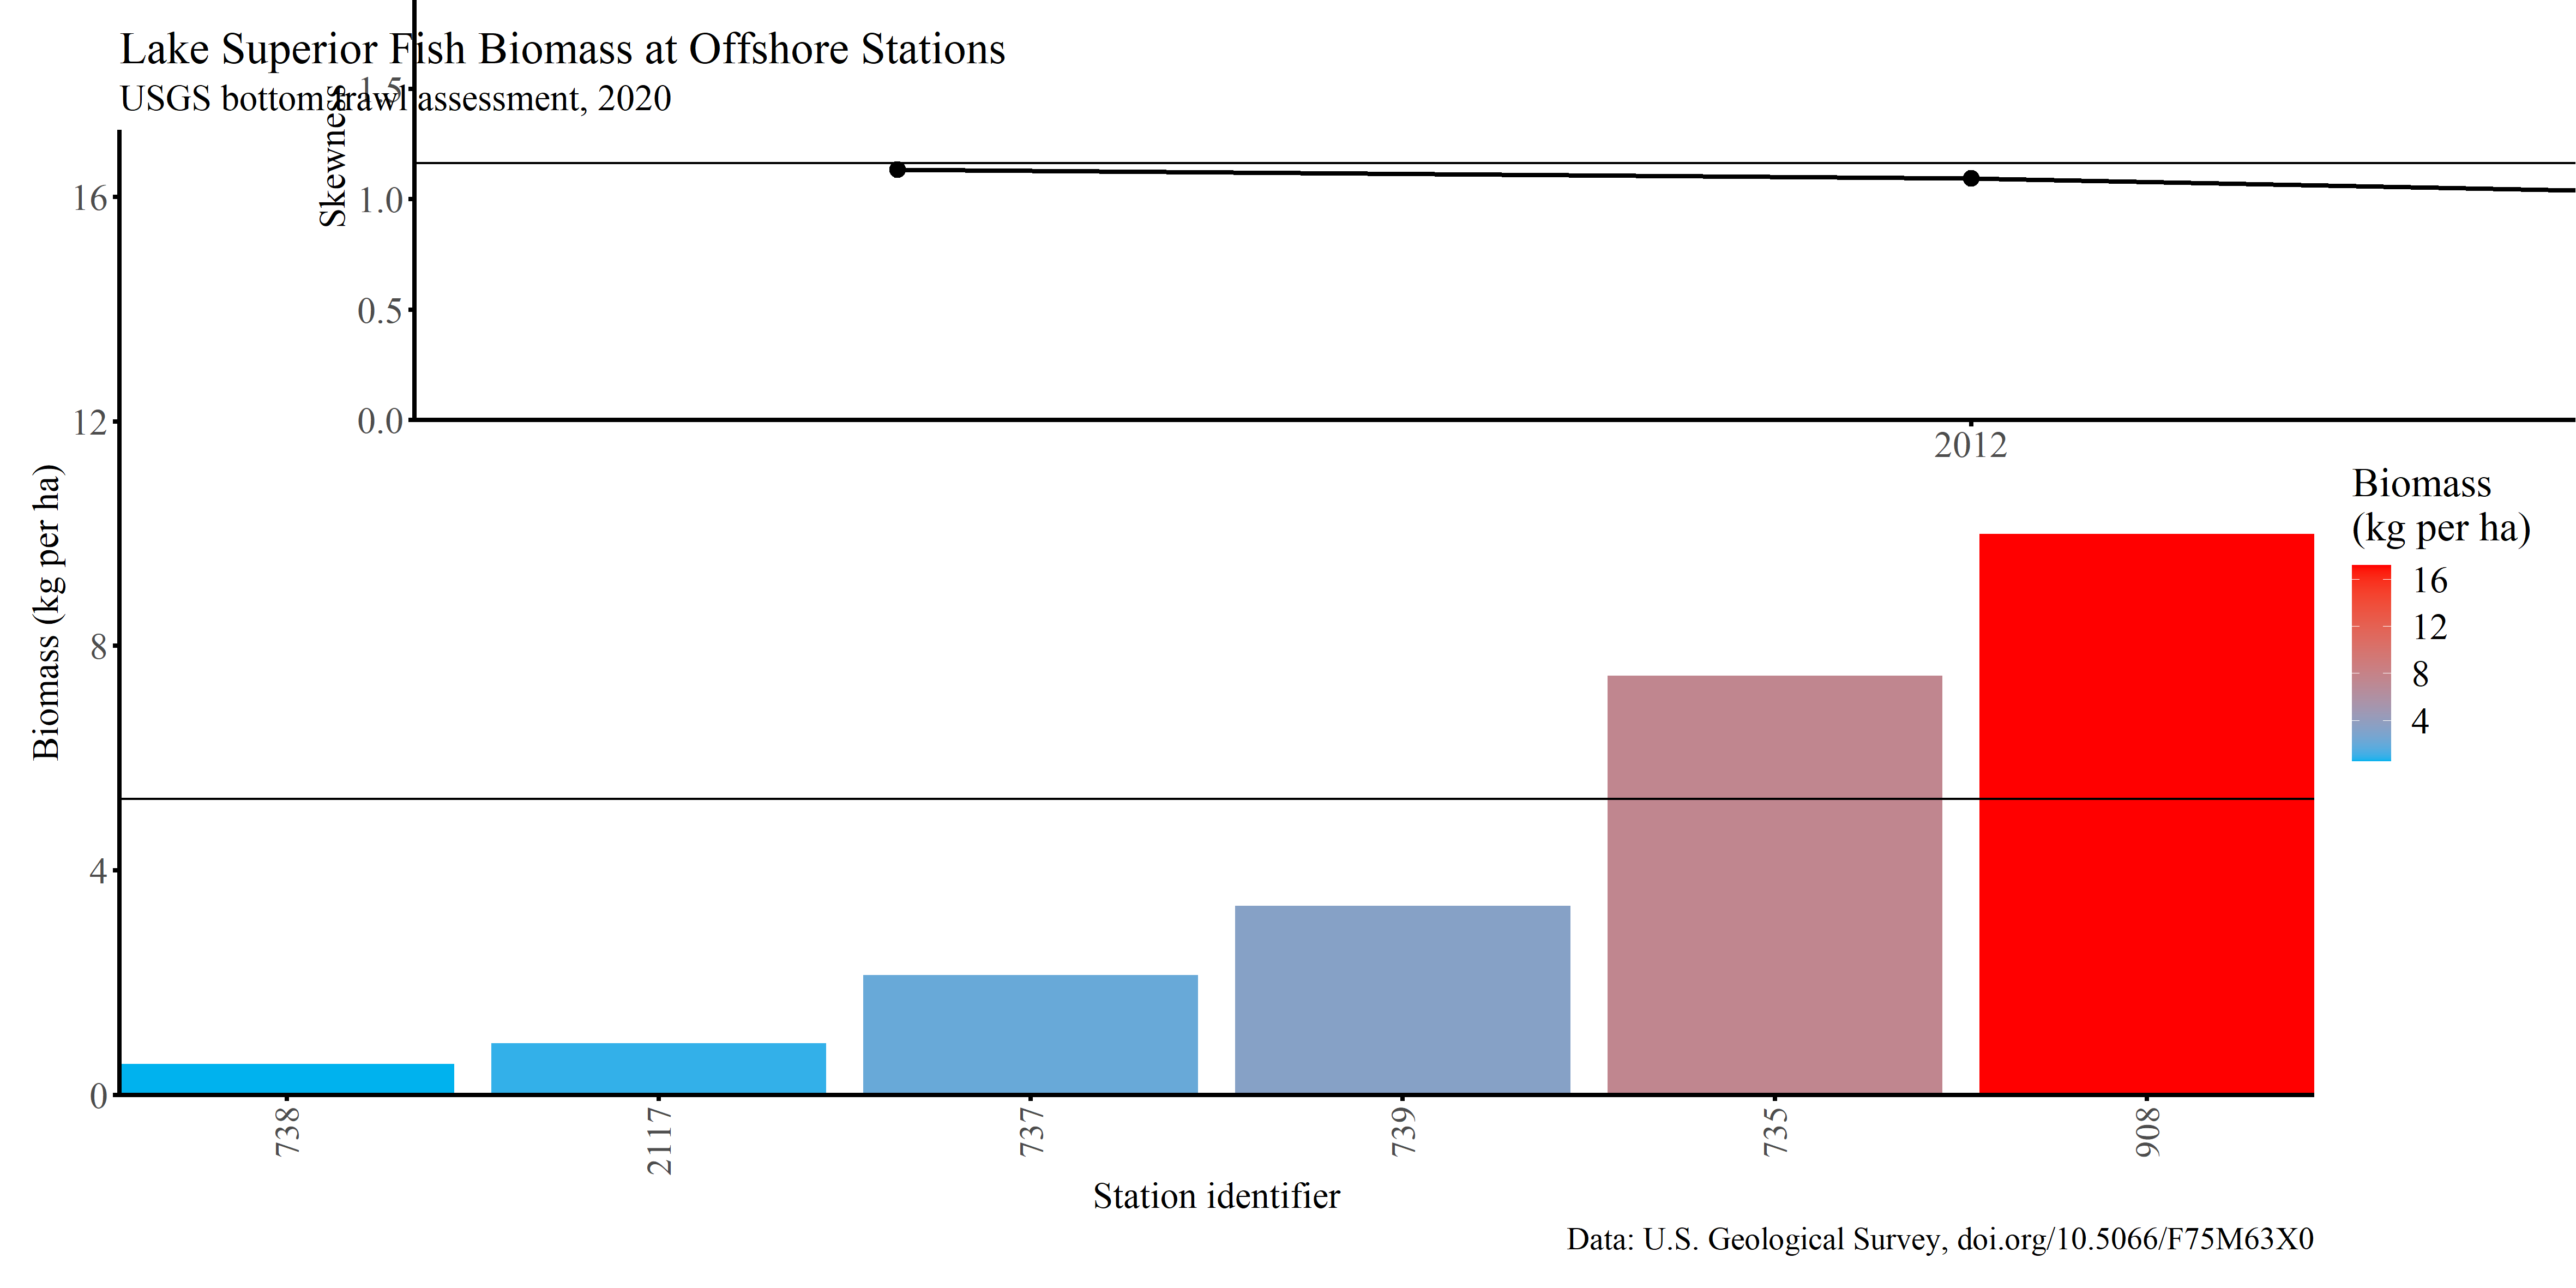 Lake Superior Fish Biomass at Offshore Stations
USGS bottom trawl assessment, 2020
Skewness
1.5
1.0
0.5
0.0
2012
Biomass (kg per ha)
16
12
8
4
0
Biomass
(kg per ha)
16
12
8
4
738
2117
737
739
735
908
Station identifier
Data: U.S. Geological Survey, doi.org/10.5066/F75M63X0